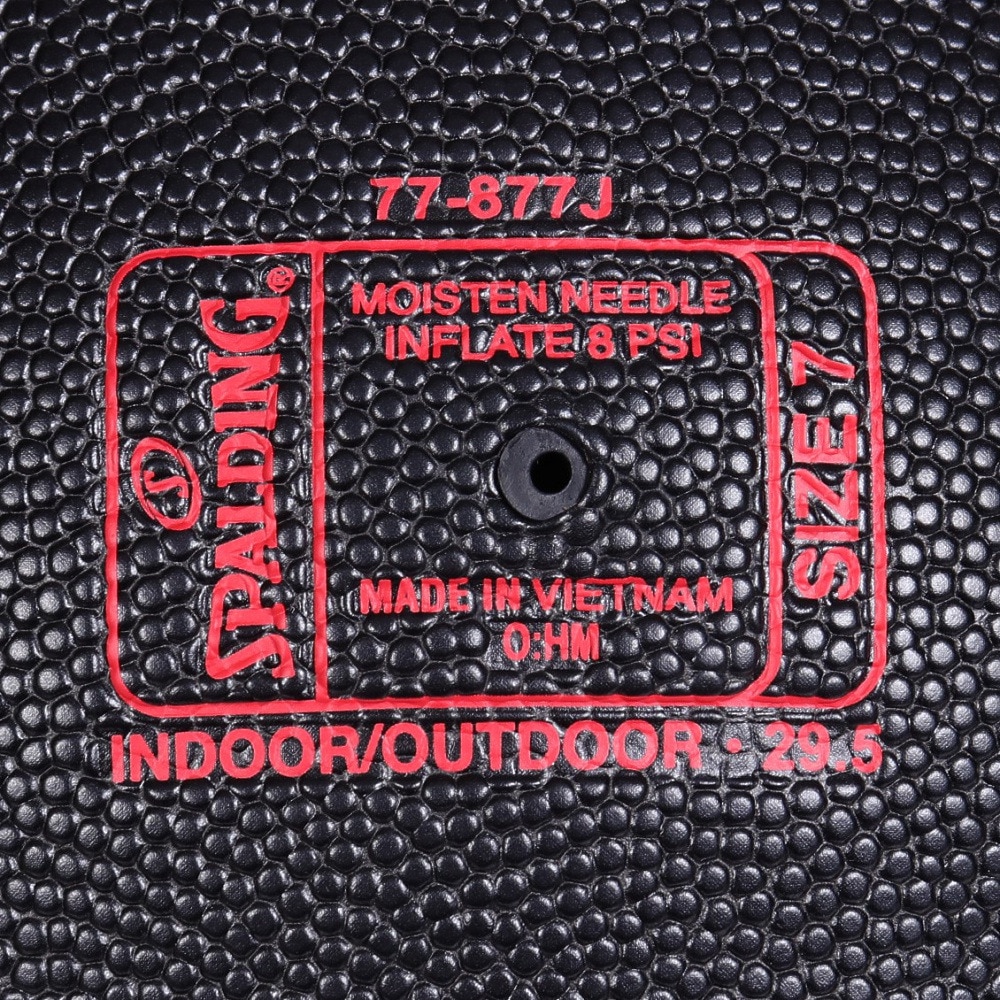 77-877J
S
SPALDING®
MOISTEN NEEDLE
INFLATE 8 PSI
SIZE 7
MADE IN VIETNAM
O:HM
INDOOR/OUTDOOR · 29.5